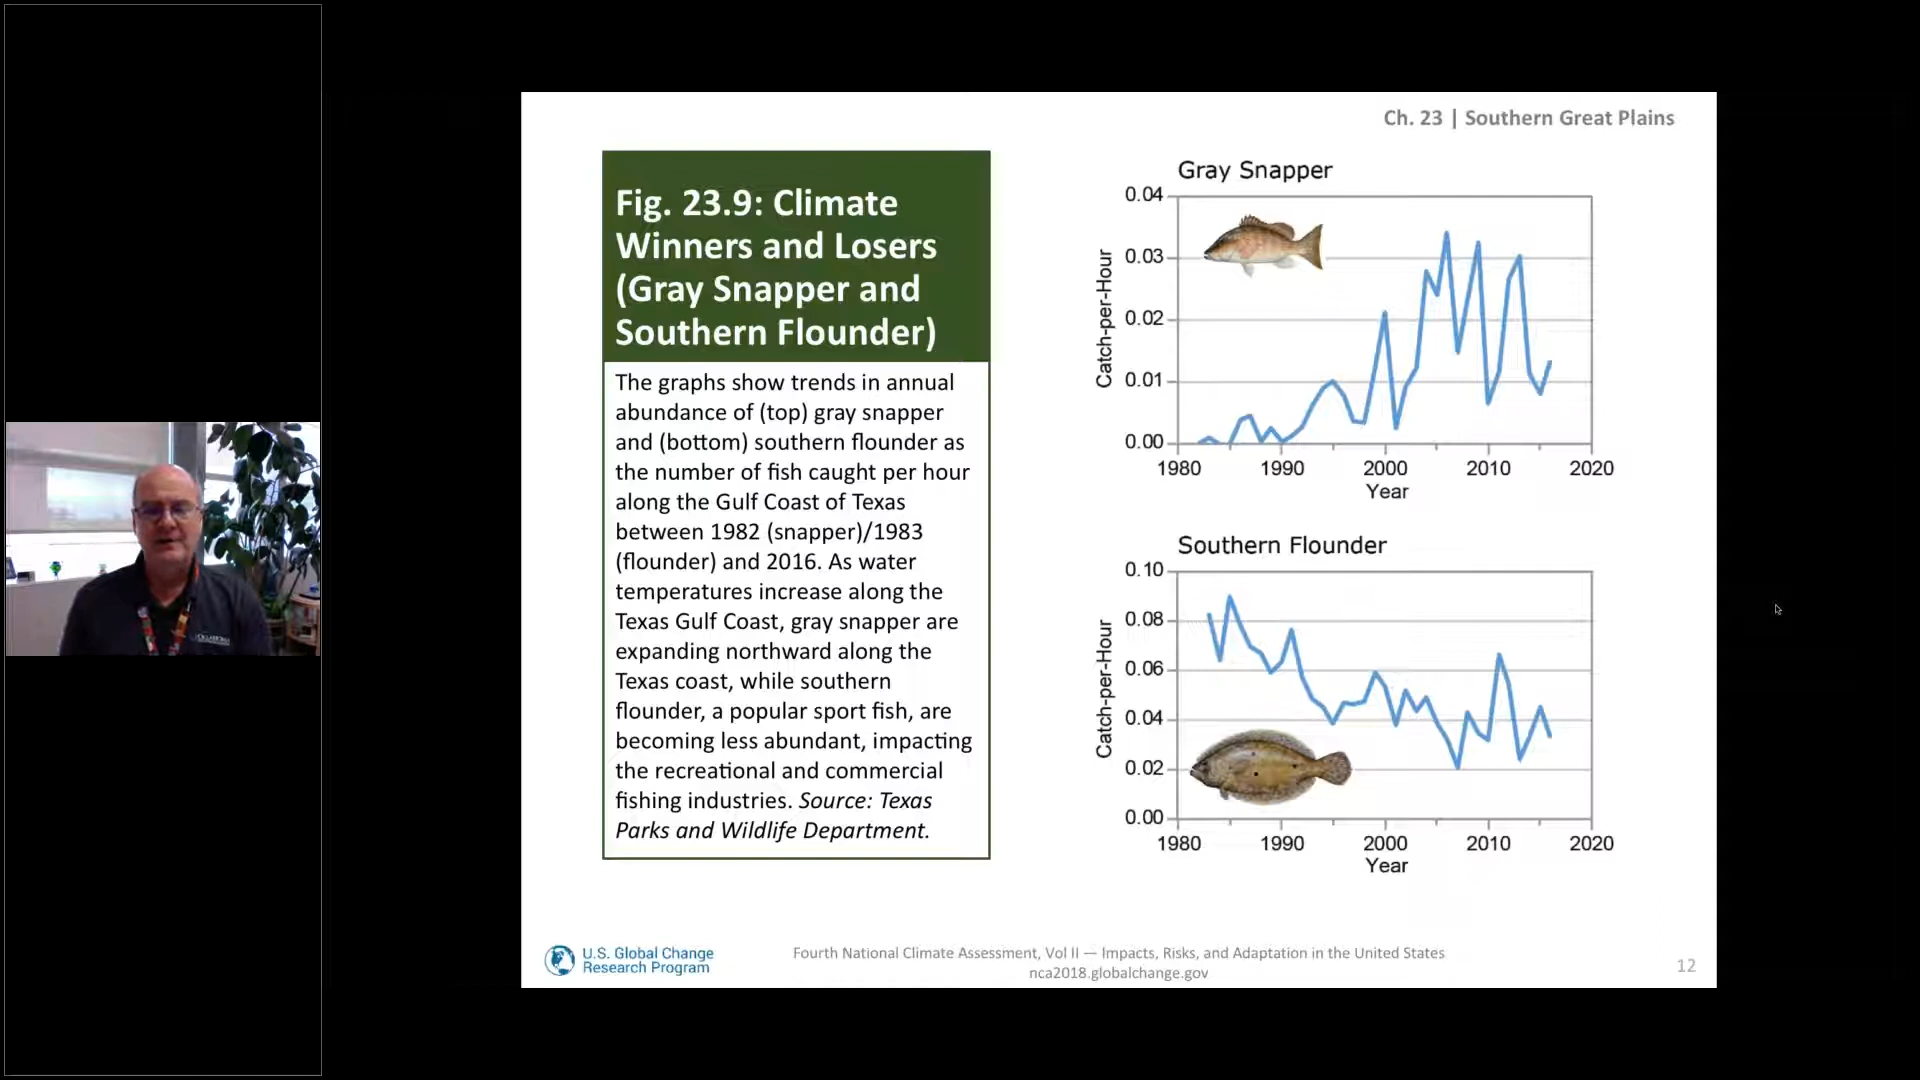 Ch. 23 | Southern Great Plains
Fig. 23.9: Climate
Winners and Losers
(Gray Snapper and
Southern Flounder)
The graphs show trends in annual
abundance of (top) gray snapper
and (bottom) southern flounder as
the number of fish caught per hour
along the Gulf Coast of Texas
between 1982 (snapper)/1983
(flounder) and 2016. As water
temperatures increase along the
Texas Gulf Coast, gray snapper are
expanding northward along the
Texas coast, while southern
flounder, a popular sport fish, are
becoming less abundant, impacting
the recreational and commercial
fishing industries. Source: Texas
Parks and Wildlife Department.
Gray Snapper
Catch-per-Hour
0.04
0.03
0.02
0.01
0.00
1980 1990 2000 2010 2020
Year
Southern Flounder
Catch-per-Hour
0.10
0.08
0.06
0.04
0.02
0.00
1980 1990 2000 2010 2020
Year
U.S. Global Change
Research Program
Fourth National Climate Assessment, Vol II — Impacts, Risks, and Adaptation in the United States
nca2018.globalchange.gov
12